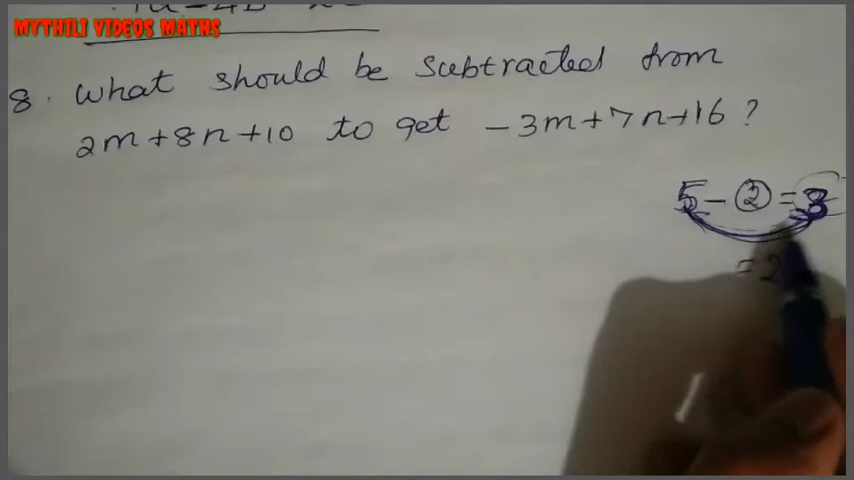 MYTHILI VIDEOS MATHS
8. What should be subtracted from
2m+8n+10 to get -3m+7n+16?
5-2=3
=2